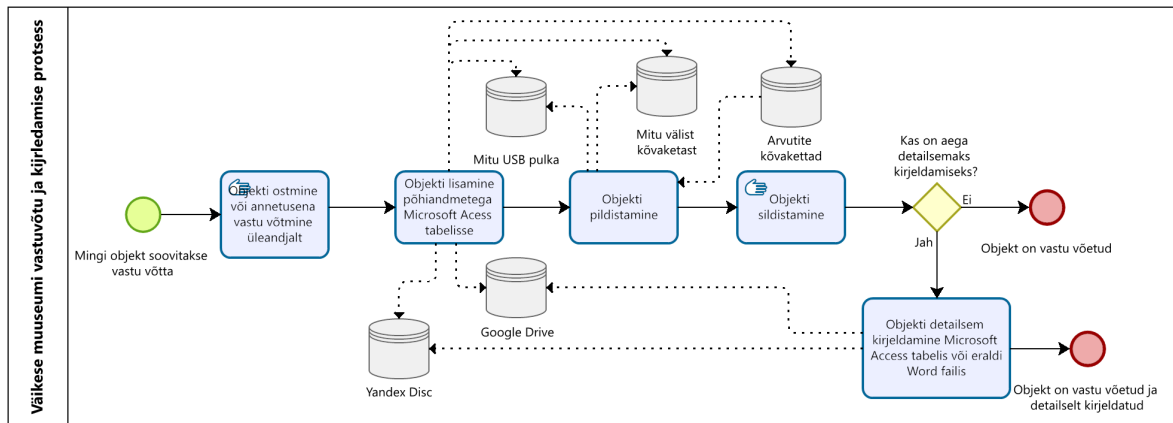 Väikese muuseumi vastuvõtu ja kijrledamise protsess
Mingi objekt soovitakse
vastu võtta
Objekti ostmine
või annetusena
vastu võtmine
üleandjalt
Objekti lisamine
põhiandmetega
Microsoft Acess
tabelisse
Mitu USB pulka
Mitu välist
kõvaketast
Arvutite
kõvakettad
Objekti
pildistamine
Objekti
sildistamine
Kas on aega
detailsemaks
kirjeldamiseks?
Ei
Objekt on vastu võetud
Jah
Google Drive
Yandex Disc
Objekti detailsem
kirjeldamine Microsoft
Access tabelis või eraldi
Word failis
Objekt on vastu võetud ja
detailselt kirjeldatud